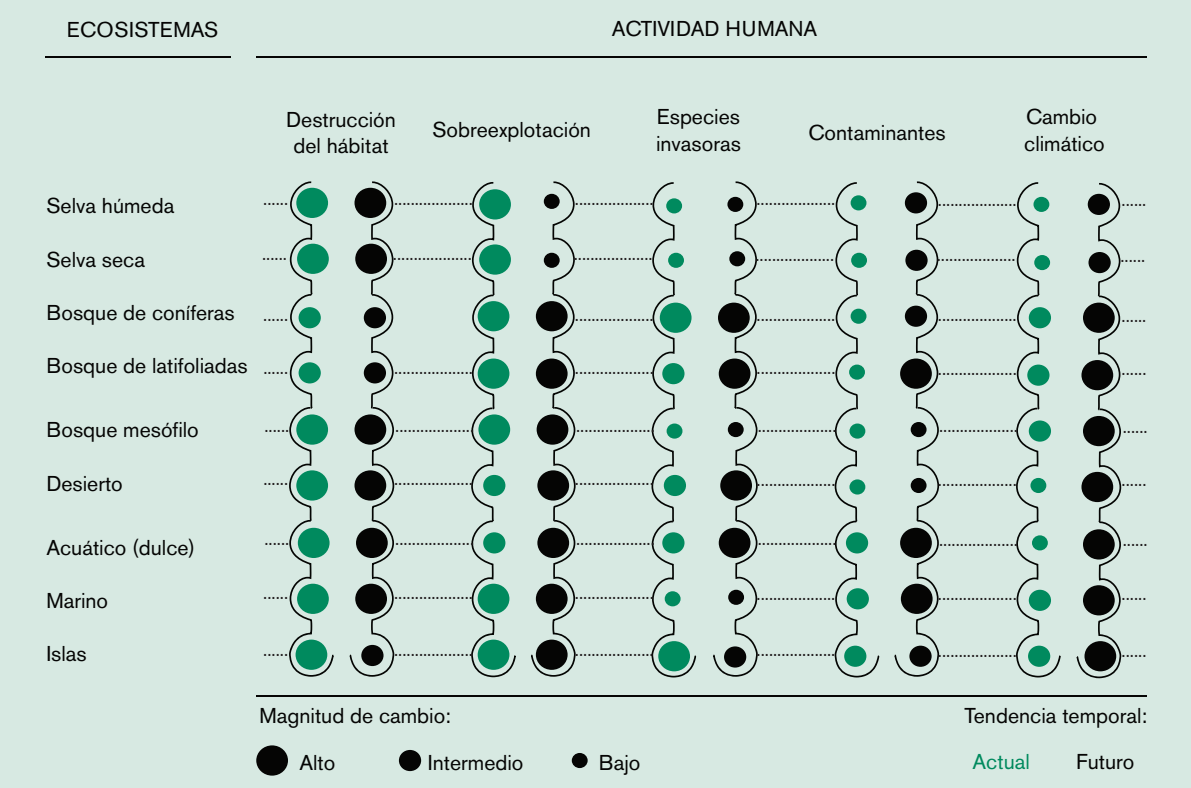 ECOSISTEMAS
ACTIVIDAD HUMANA
Destrucción
del hábitat
Sobreexplotación
Especies
invasoras
Contaminantes
Cambio
climático
Selva húmeda
Selva seca
Bosque de coníferas
Bosque de latifoliadas
Bosque mesófilo
Desierto
Acuático (dulce)
Marino
Islas
Magnitud de cambio:
Tendencia temporal:
Alto
Intermedio
Bajo
Actual
Futuro